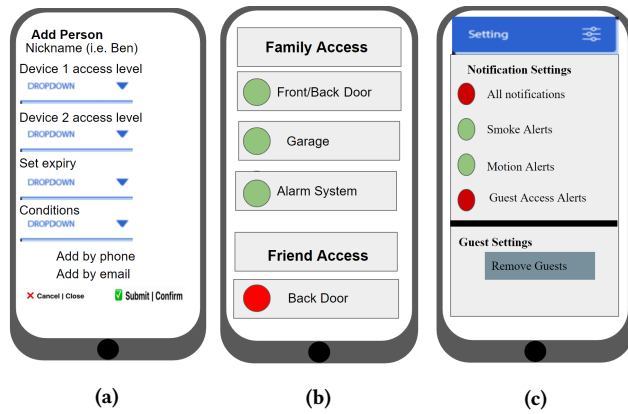 Add Person
Nickname (i.e. Ben)
Device 1 access level
DROPDOWN
Device 2 access level
DROPDOWN
Set expiry
DROPDOWN
Conditions
DROPDOWN
Add by phone
Add by email
Cancel | Close
Submit | Confirm
(a)
Family Access
Front/Back Door
Garage
Alarm System
Friend Access
Back Door
(b)
Setting
Notification Settings
All notifications
Smoke Alerts
Motion Alerts
Guest Access Alerts
Guest Settings
Remove Guests
(c)